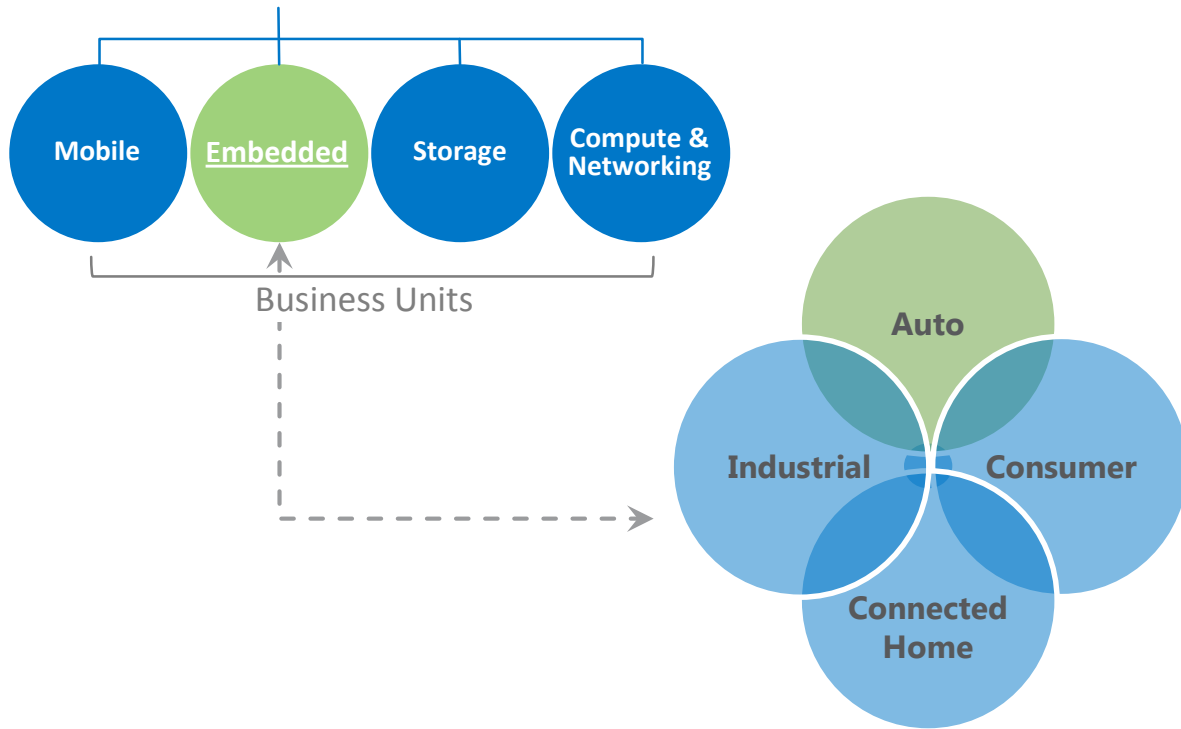 Mobile
Embedded
Storage
Compute &
Networking
Business Units
Auto
Industrial
Consumer
Connected
Home